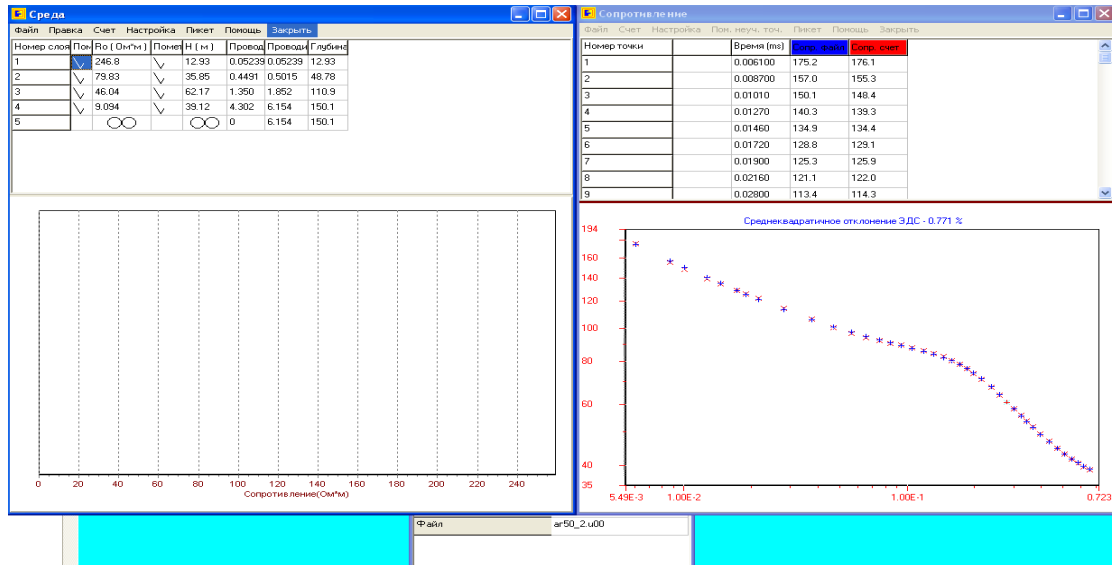 Среда
Файл Правка Счет Настройка Пикет Помощь Закрыть
Номер слоя Пом Ro ( Ом*м ) Помет H ( м ) Провод Проводи Глубина
1 246.8 12.93 0.05239 0.05239 12.93
2 79.83 35.85 0.4491 0.5015 48.78
3 46.04 62.17 1.350 1.852 110.9
4 9.094 39.12 4.302 6.154 150.1
5 0 6.154 150.1
0 20 40 60 80 100 120 140 160 180 200 220 240
Сопротивление(Ом*м)
Сопротивление
Файл Счет Настройка Пом. неуч. точ. Пикет Помощь Закрыть
Номер точки Время (ms) Сопр. файл Сопр. счет
1 0.006100 175.2 176.1
2 0.008700 157.0 155.3
3 0.01010 150.1 148.4
4 0.01270 140.3 139.3
5 0.01460 134.9 134.4
6 0.01720 128.8 129.1
7 0.01900 125.3 125.9
8 0.02160 121.1 122.0
9 0.02800 113.4 114.3
Среднеквадратичное отклонение ЭДС - 0.771 %
194
160
140
120
100
80
60
40
35
5.49E-3 1.00E-2 1.00E-1 0.723
Файл ar50_2.u00